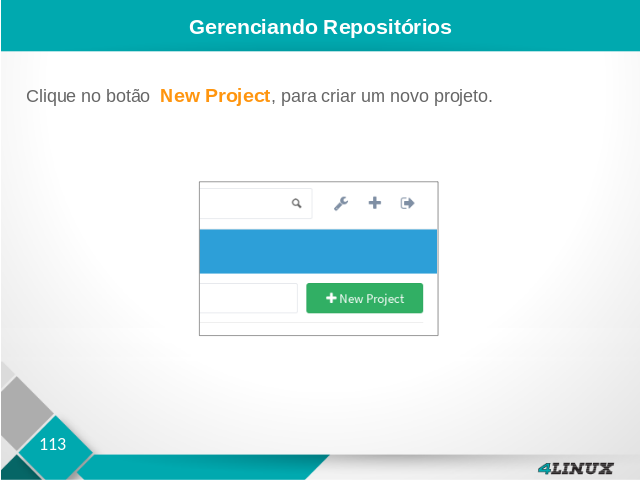 Gerenciando Repositórios
Clique no botão New Project, para criar um novo projeto.
New Project
113
4LINUX